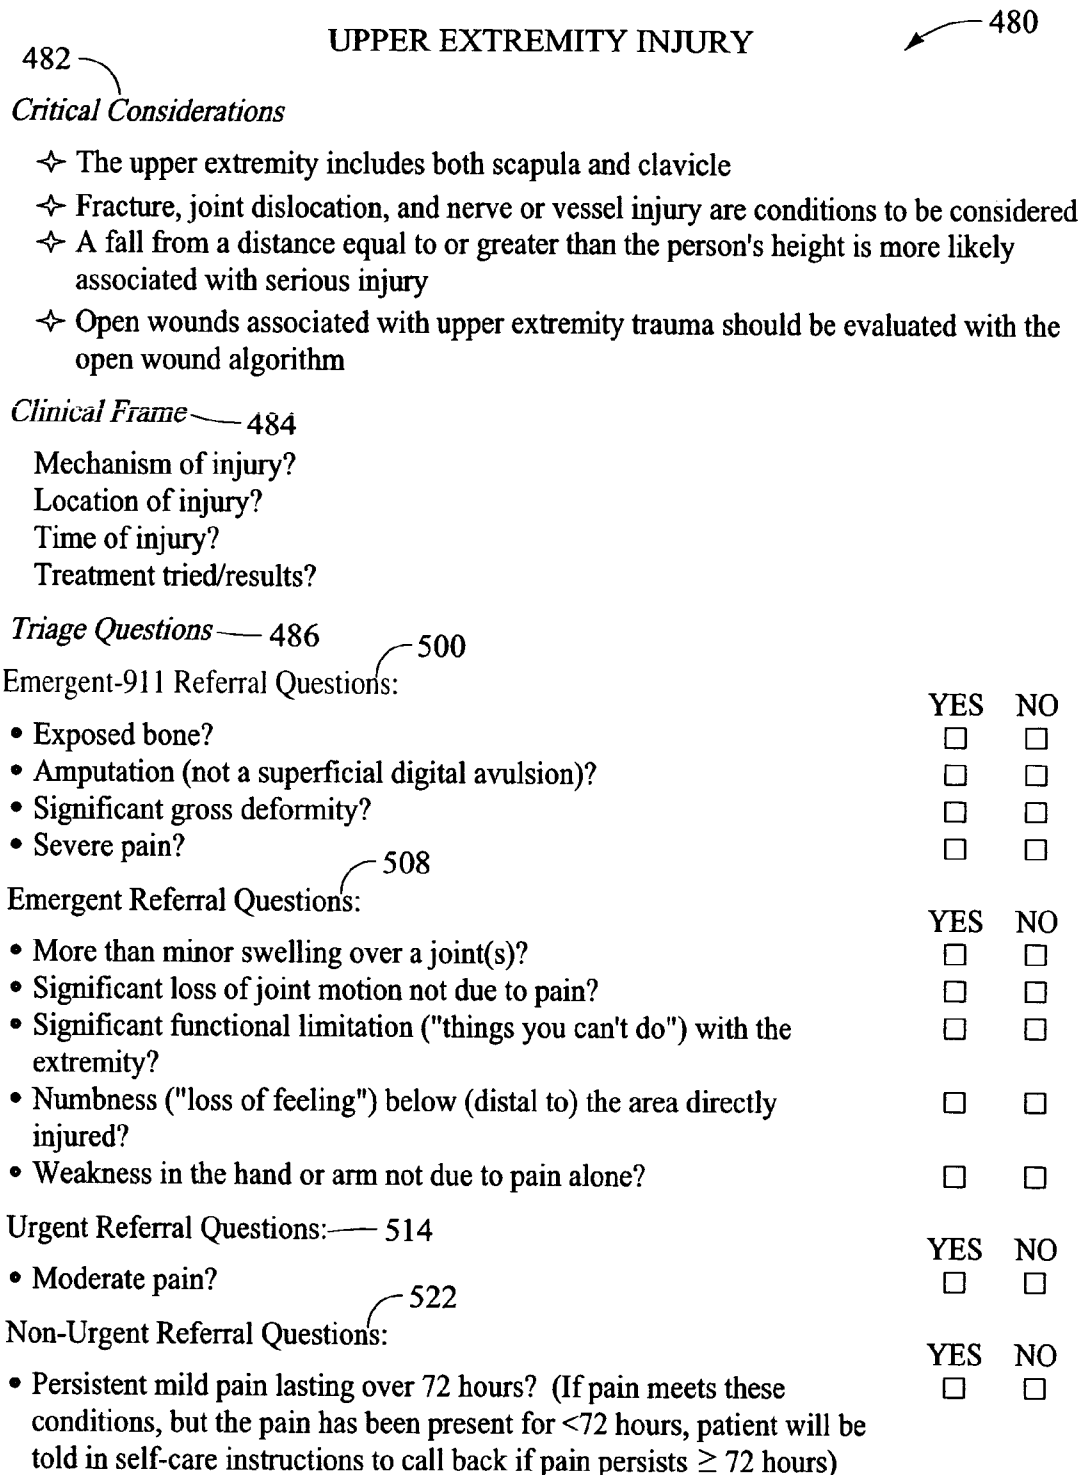 UPPER EXTREMITY INJURY
480
482
Critical Considerations
✧ The upper extremity includes both scapula and clavicle
✧ Fracture, joint dislocation, and nerve or vessel injury are conditions to be considered
✧ A fall from a distance equal to or greater than the person's height is more likely
associated with serious injury
✧ Open wounds associated with upper extremity trauma should be evaluated with the
open wound algorithm
Clinical Frame 484
Mechanism of injury?
Location of injury?
Time of injury?
Treatment tried/results?
Triage Questions 486
500
Emergent-911 Referral Questions:
YES NO
• Exposed bone? □ □
• Amputation (not a superficial digital avulsion)? □ □
• Significant gross deformity? □ □
• Severe pain? □ □
508
Emergent Referral Questions:
YES NO
• More than minor swelling over a joint(s)? □ □
• Significant loss of joint motion not due to pain? □ □
• Significant functional limitation ("things you can't do") with the □ □
extremity?
• Numbness ("loss of feeling") below (distal to) the area directly □ □
injured?
• Weakness in the hand or arm not due to pain alone? □ □
Urgent Referral Questions: 514
YES NO
• Moderate pain? □ □
522
Non-Urgent Referral Questions:
YES NO
• Persistent mild pain lasting over 72 hours? (If pain meets these □ □
conditions, but the pain has been present for <72 hours, patient will be
told in self-care instructions to call back if pain persists ≥ 72 hours)